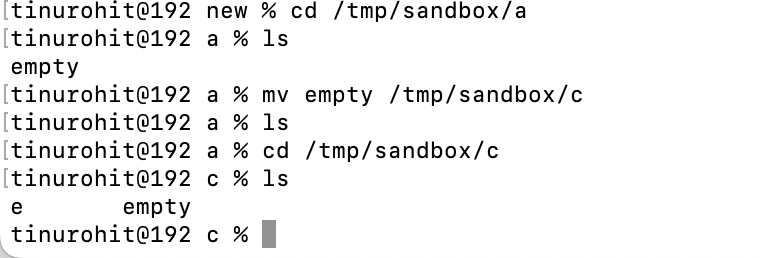 [tinurohit@192 new % cd /tmp/sandbox/a
[tinurohit@192 a % ls
empty
[tinurohit@192 a % mv empty /tmp/sandbox/c
[tinurohit@192 a % ls
[tinurohit@192 a % cd /tmp/sandbox/c
[tinurohit@192 c % ls
e       empty
tinurohit@192 c %